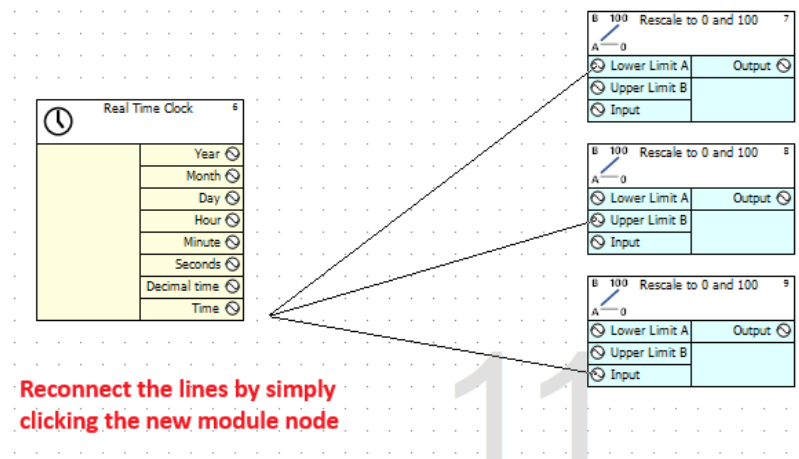 B 100 Rescale to 0 and 100 7
A 0
Lower Limit A Output
Upper Limit B
Input
Real Time Clock 6
Year
Month
Day
Hour
Minute
Seconds
Decimal time
Time
B 100 Rescale to 0 and 100 8
A 0
Lower Limit A Output
Upper Limit B
Input
B 100 Rescale to 0 and 100 9
A 0
Lower Limit A Output
Upper Limit B
Input
Reconnect the lines by simply
clicking the new module node
11